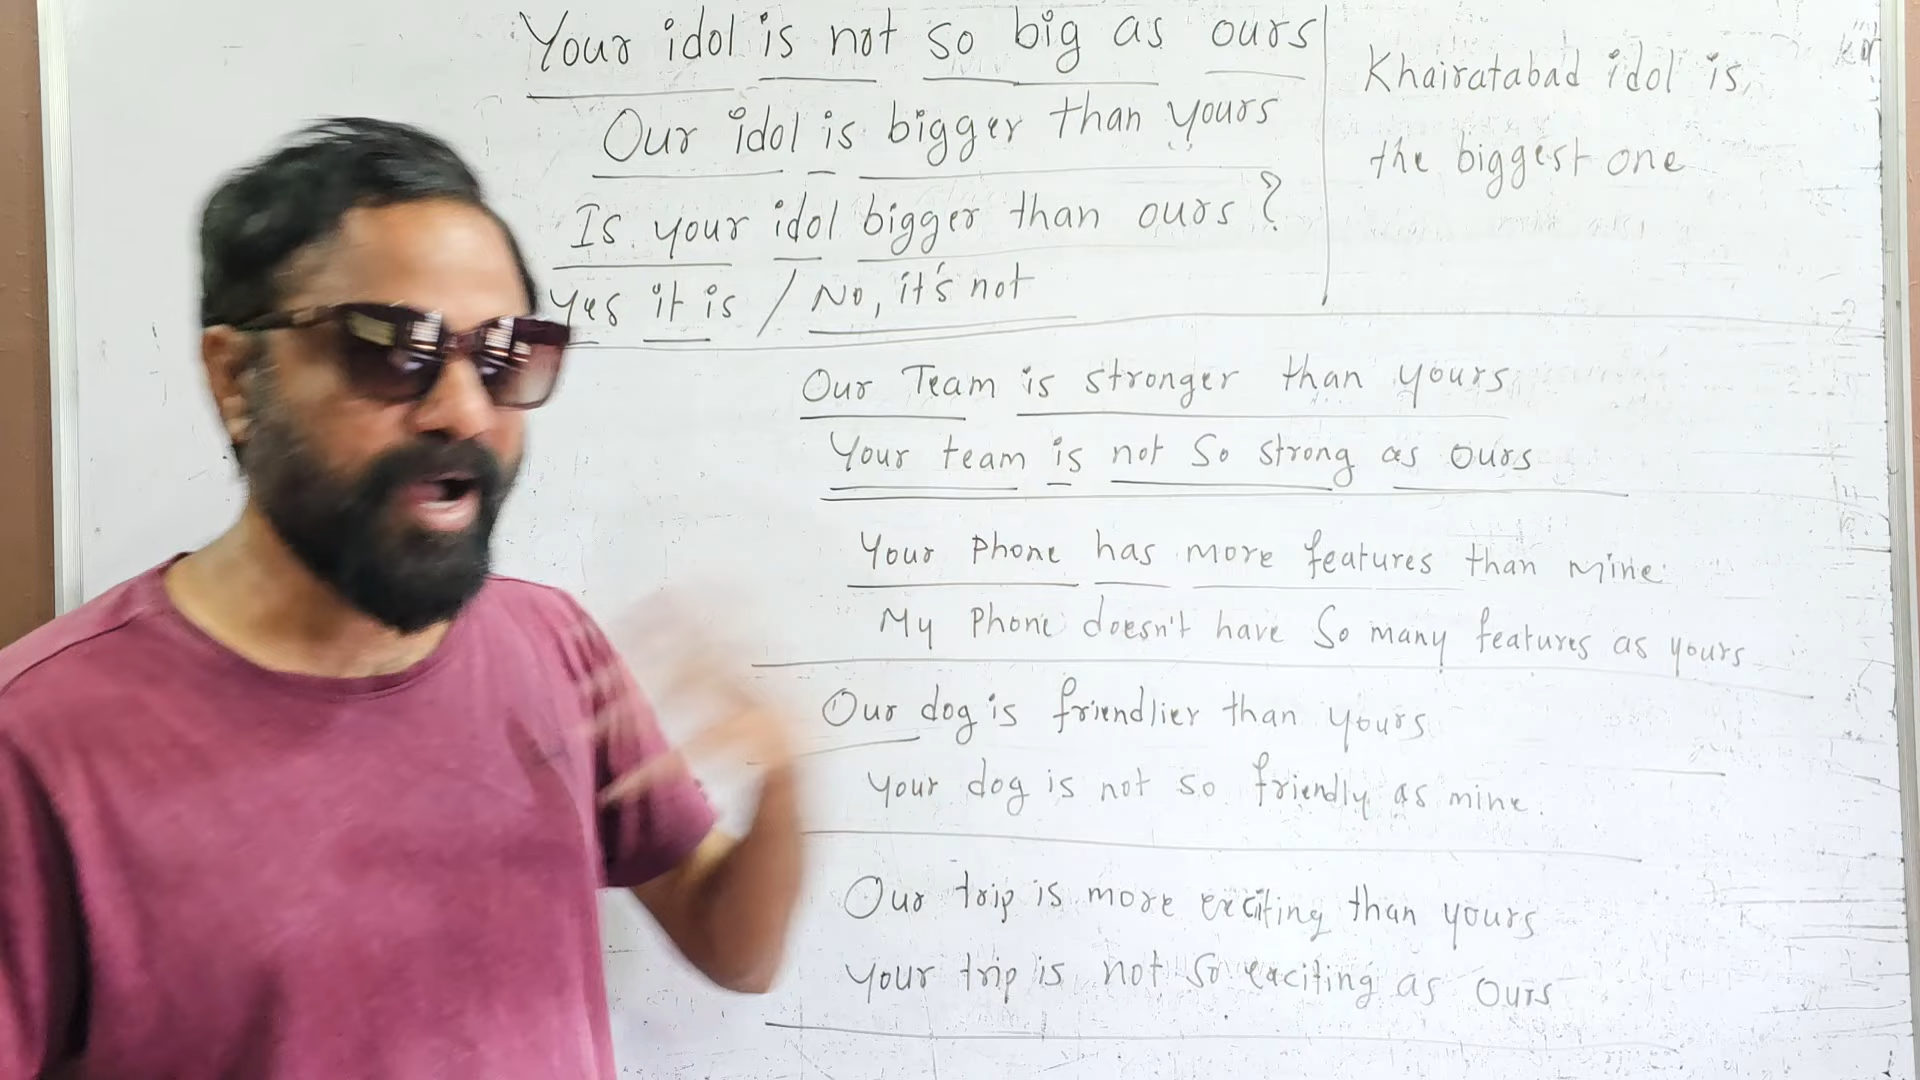 Your idol is not so big as ours
Our idol is bigger than yours
Is your idol bigger than ours?
Yes it is / No, it's not
Khairatabad idol is
the biggest one
Our Team is stronger than yours
Your team is not So strong as ours
Your Phone has more features than mine
My Phone doesn't have So many features as yours
Our dog is friendlier than yours
Your dog is not so friendly as mine.
Our trip is more exciting than yours
Your trip is not So exciting as Ours